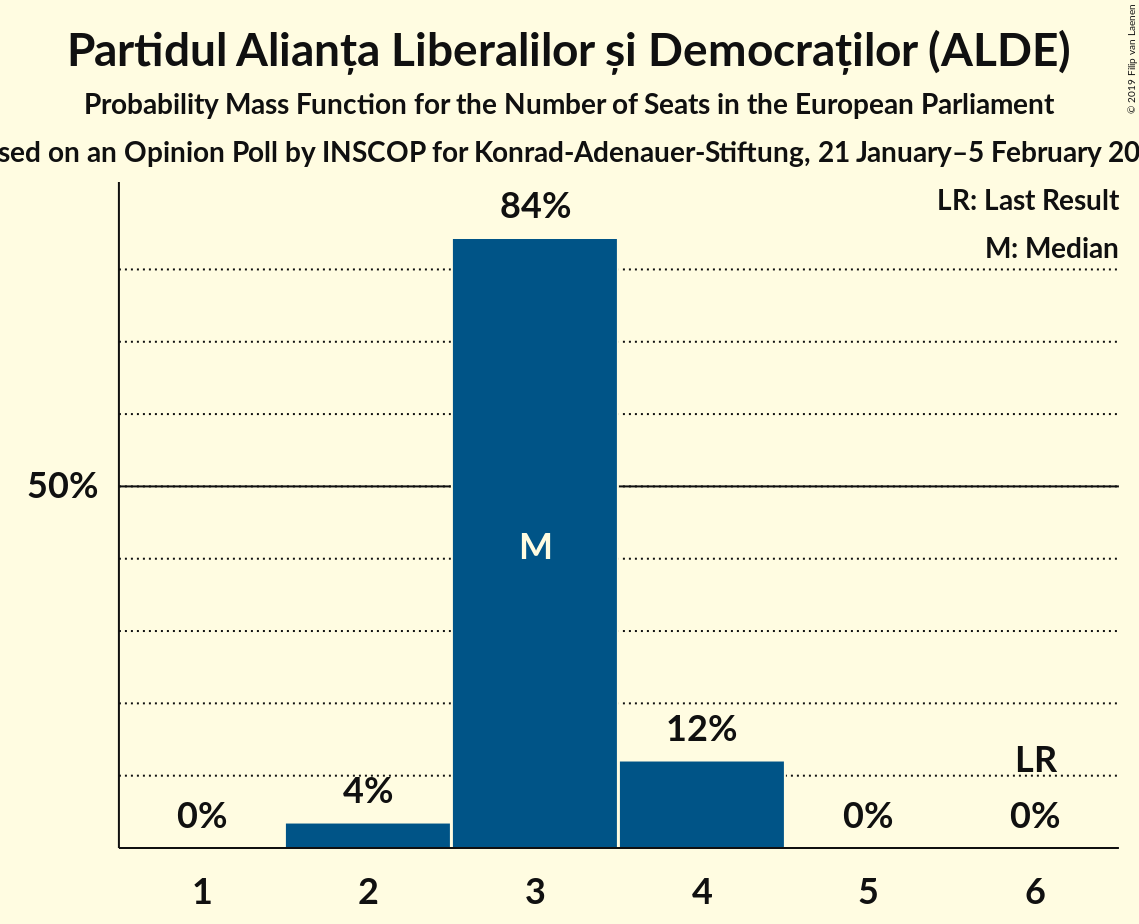 Partidul Alianța Liberalilor și Democraților (ALDE)
Probability Mass Function for the Number of Seats in the European Parliament
sed on an Opinion Poll by INSCOP for Konrad-Adenauer-Stiftung, 21 January–5 February 20
© 2019 Filip van Laenen
LR: Last Result
M: Median
84%
50%
M
12%
LR
4%
0%
0%
0%
1 2 3 4 5 6